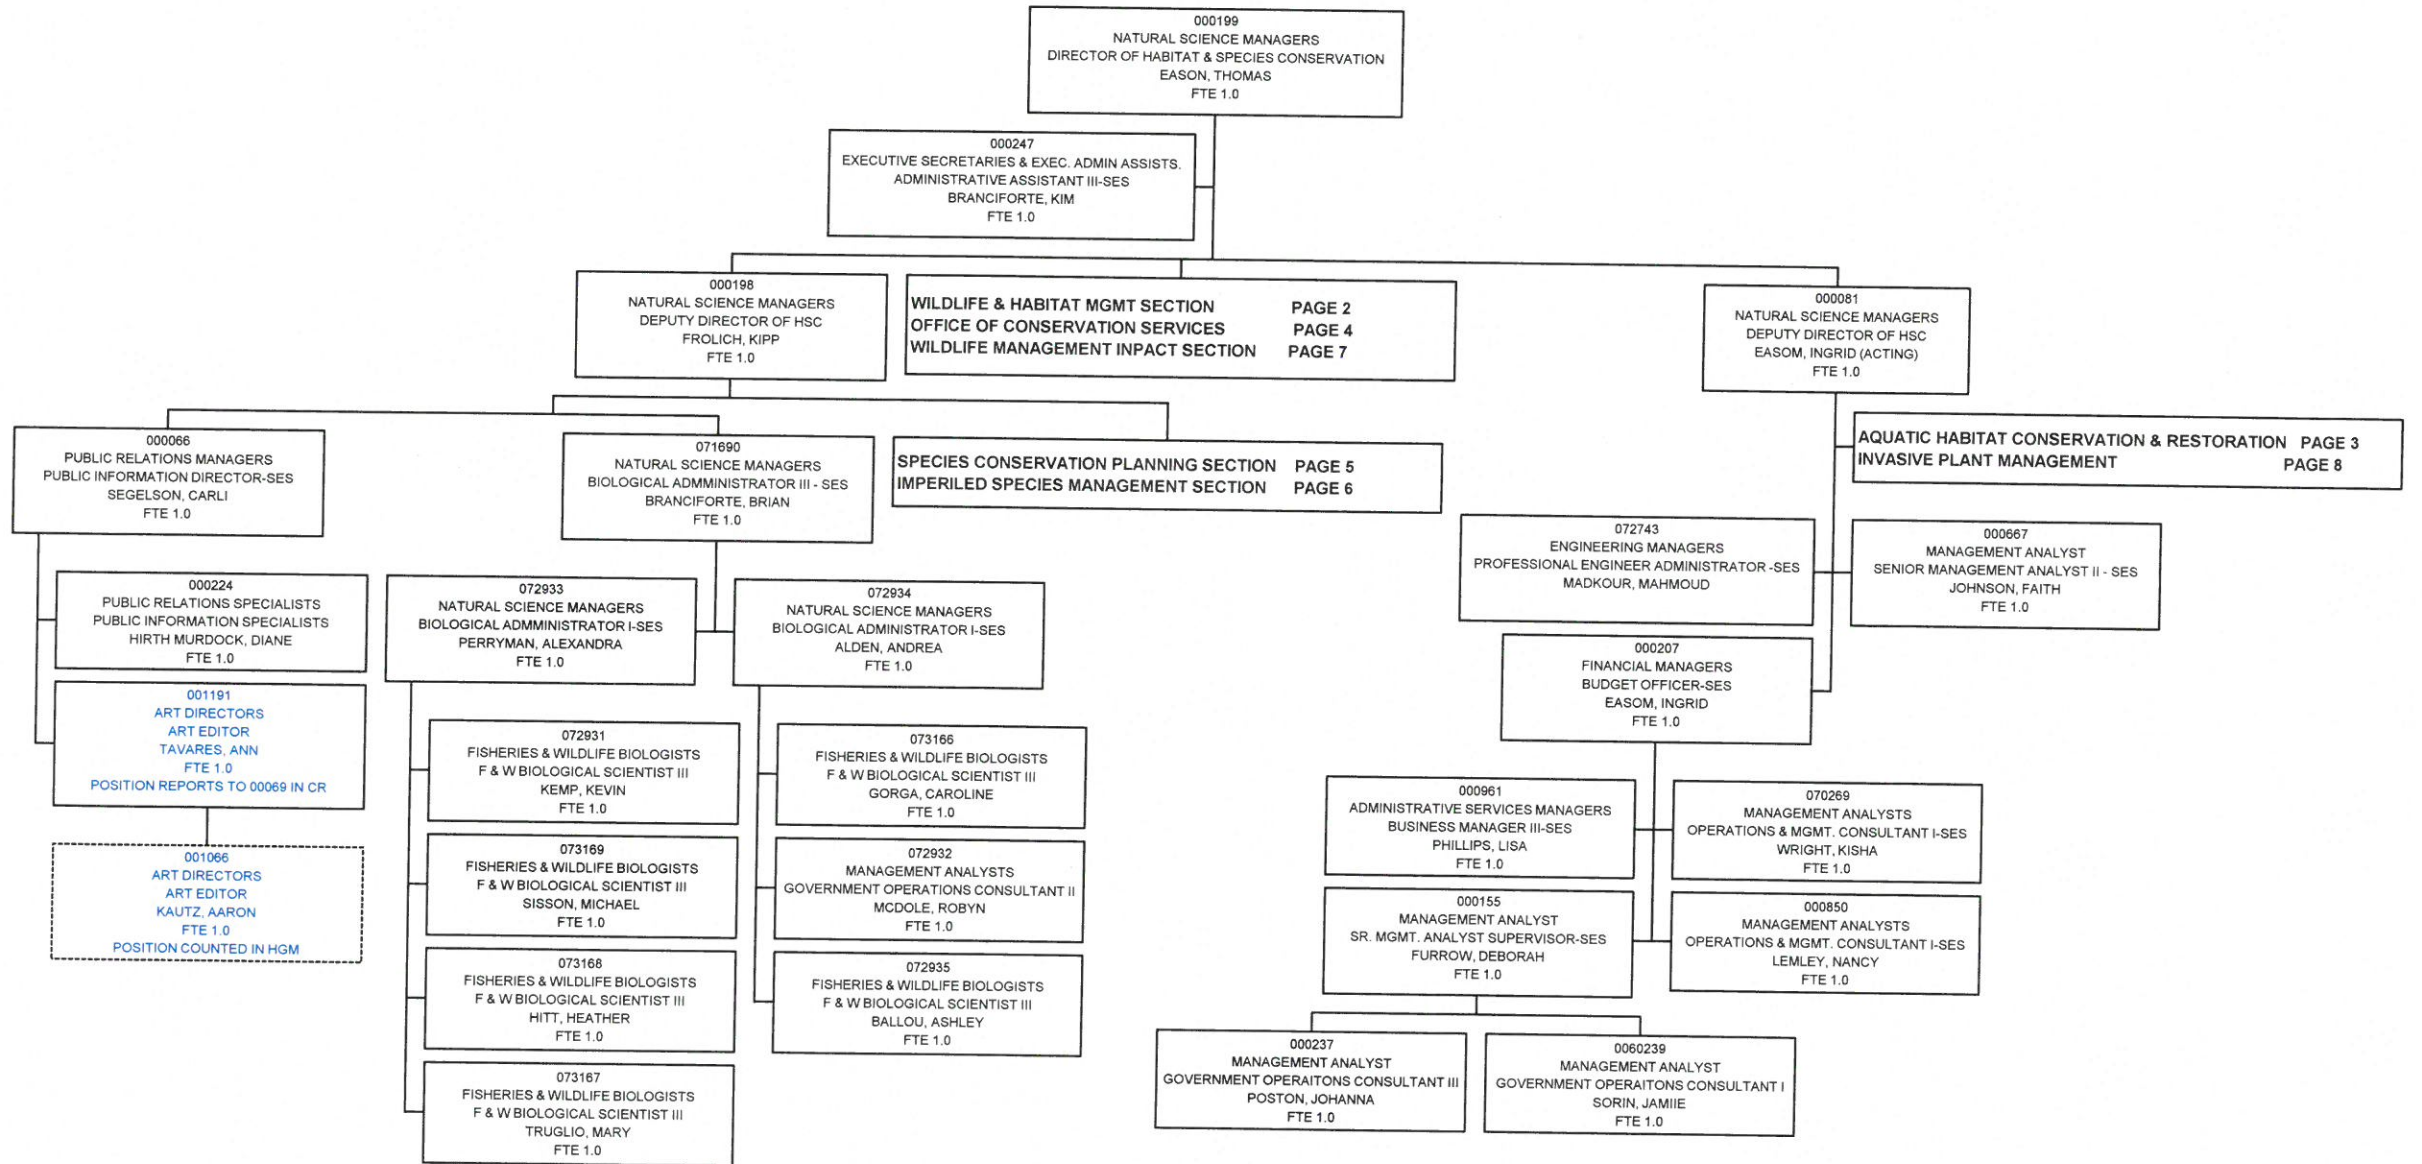 000199
NATURAL SCIENCE MANAGERS
DIRECTOR OF HABITAT & SPECIES CONSERVATION
EASON, THOMAS
FTE 1.0
000247
EXECUTIVE SECRETARIES & EXEC. ADMIN ASSISTS.
ADMINISTRATIVE ASSISTANT III-SES
BRANCIFORTE, KIM
FTE 1.0
000198
NATURAL SCIENCE MANAGERS
DEPUTY DIRECTOR OF HSC
FROLICH, KIPP
FTE 1.0
WILDLIFE & HABITAT MGMT SECTION PAGE 2
OFFICE OF CONSERVATION SERVICES PAGE 4
WILDLIFE MANAGEMENT INPACT SECTION PAGE 7
000081
NATURAL SCIENCE MANAGERS
DEPUTY DIRECTOR OF HSC
EASOM, INGRID (ACTING)
FTE 1.0
000066
PUBLIC RELATIONS MANAGERS
PUBLIC INFORMATION DIRECTOR-SES
SEGELSON, CARLI
FTE 1.0
071690
NATURAL SCIENCE MANAGERS
BIOLOGICAL ADMMINISTRATOR III - SES
BRANCIFORTE, BRIAN
FTE 1.0
SPECIES CONSERVATION PLANNING SECTION PAGE 5
IMPERILED SPECIES MANAGEMENT SECTION PAGE 6
AQUATIC HABITAT CONSERVATION & RESTORATION PAGE 3
INVASIVE PLANT MANAGEMENT PAGE 8
072743
ENGINEERING MANAGERS
PROFESSIONAL ENGINEER ADMINISTRATOR -SES
MADKOUR, MAHMOUD
000667
MANAGEMENT ANALYST
SENIOR MANAGEMENT ANALYST II - SES
JOHNSON, FAITH
FTE 1.0
000224
PUBLIC RELATIONS SPECIALISTS
PUBLIC INFORMATION SPECIALISTS
HIRTH MURDOCK, DIANE
FTE 1.0
072933
NATURAL SCIENCE MANAGERS
BIOLOGICAL ADMMINISTRATOR I-SES
PERRYMAN, ALEXANDRA
FTE 1.0
072934
NATURAL SCIENCE MANAGERS
BIOLOGICAL ADMINISTRATOR I-SES
ALDEN, ANDREA
FTE 1.0
000207
FINANCIAL MANAGERS
BUDGET OFFICER-SES
EASOM, INGRID
FTE 1.0
001191
ART DIRECTORS
ART EDITOR
TAVARES, ANN
FTE 1.0
POSITION REPORTS TO 00069 IN CR
072931
FISHERIES & WILDLIFE BIOLOGISTS
F & W BIOLOGICAL SCIENTIST III
KEMP, KEVIN
FTE 1.0
073166
FISHERIES & WILDLIFE BIOLOGISTS
F & W BIOLOGICAL SCIENTIST III
GORGA, CAROLINE
FTE 1.0
000961
ADMINISTRATIVE SERVICES MANAGERS
BUSINESS MANAGER III-SES
PHILLIPS, LISA
FTE 1.0
070269
MANAGEMENT ANALYSTS
OPERATIONS & MGMT. CONSULTANT I-SES
WRIGHT, KISHA
FTE 1.0
001066
ART DIRECTORS
ART EDITOR
KAUTZ, AARON
FTE 1.0
POSITION COUNTED IN HGM
073169
FISHERIES & WILDLIFE BIOLOGISTS
F & W BIOLOGICAL SCIENTIST III
SISSON, MICHAEL
FTE 1.0
072932
MANAGEMENT ANALYSTS
GOVERNMENT OPERATIONS CONSULTANT II
MCDOLE, ROBYN
FTE 1.0
000155
MANAGEMENT ANALYST
SR. MGMT. ANALYST SUPERVISOR-SES
FURROW, DEBORAH
FTE 1.0
000850
MANAGEMENT ANALYSTS
OPERATIONS & MGMT. CONSULTANT I-SES
LEMLEY, NANCY
FTE 1.0
073168
FISHERIES & WILDLIFE BIOLOGISTS
F & W BIOLOGICAL SCIENTIST III
HITT, HEATHER
FTE 1.0
072935
FISHERIES & WILDLIFE BIOLOGISTS
F & W BIOLOGICAL SCIENTIST III
BALLOU, ASHLEY
FTE 1.0
000237
MANAGEMENT ANALYST
GOVERNMENT OPERAITONS CONSULTANT III
POSTON, JOHANNA
FTE 1.0
0060239
MANAGEMENT ANALYST
GOVERNMENT OPERAITONS CONSULTANT I
SORIN, JAMIIE
FTE 1.0
073167
FISHERIES & WILDLIFE BIOLOGISTS
F & W BIOLOGICAL SCIENTIST III
TRUGLIO, MARY
FTE 1.0